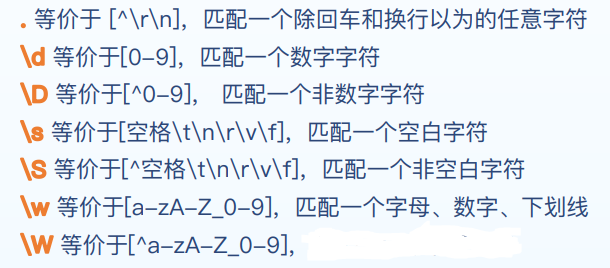 . 等价于 [^\r\n]，匹配一个除回车和换行以为的任意字符
\d 等价于[0-9]，匹配一个数字字符
\D 等价于[^0-9]， 匹配一个非数字字符
\s 等价于[空格\t\n\r\v\f]，匹配一个空白字符
\S 等价于[^空格\t\n\r\v\f]，匹配一个非空白字符
\w 等价于[a-zA-Z_0-9]，匹配一个字母、数字、下划线
\W 等价于[^a-zA-Z_0-9]，